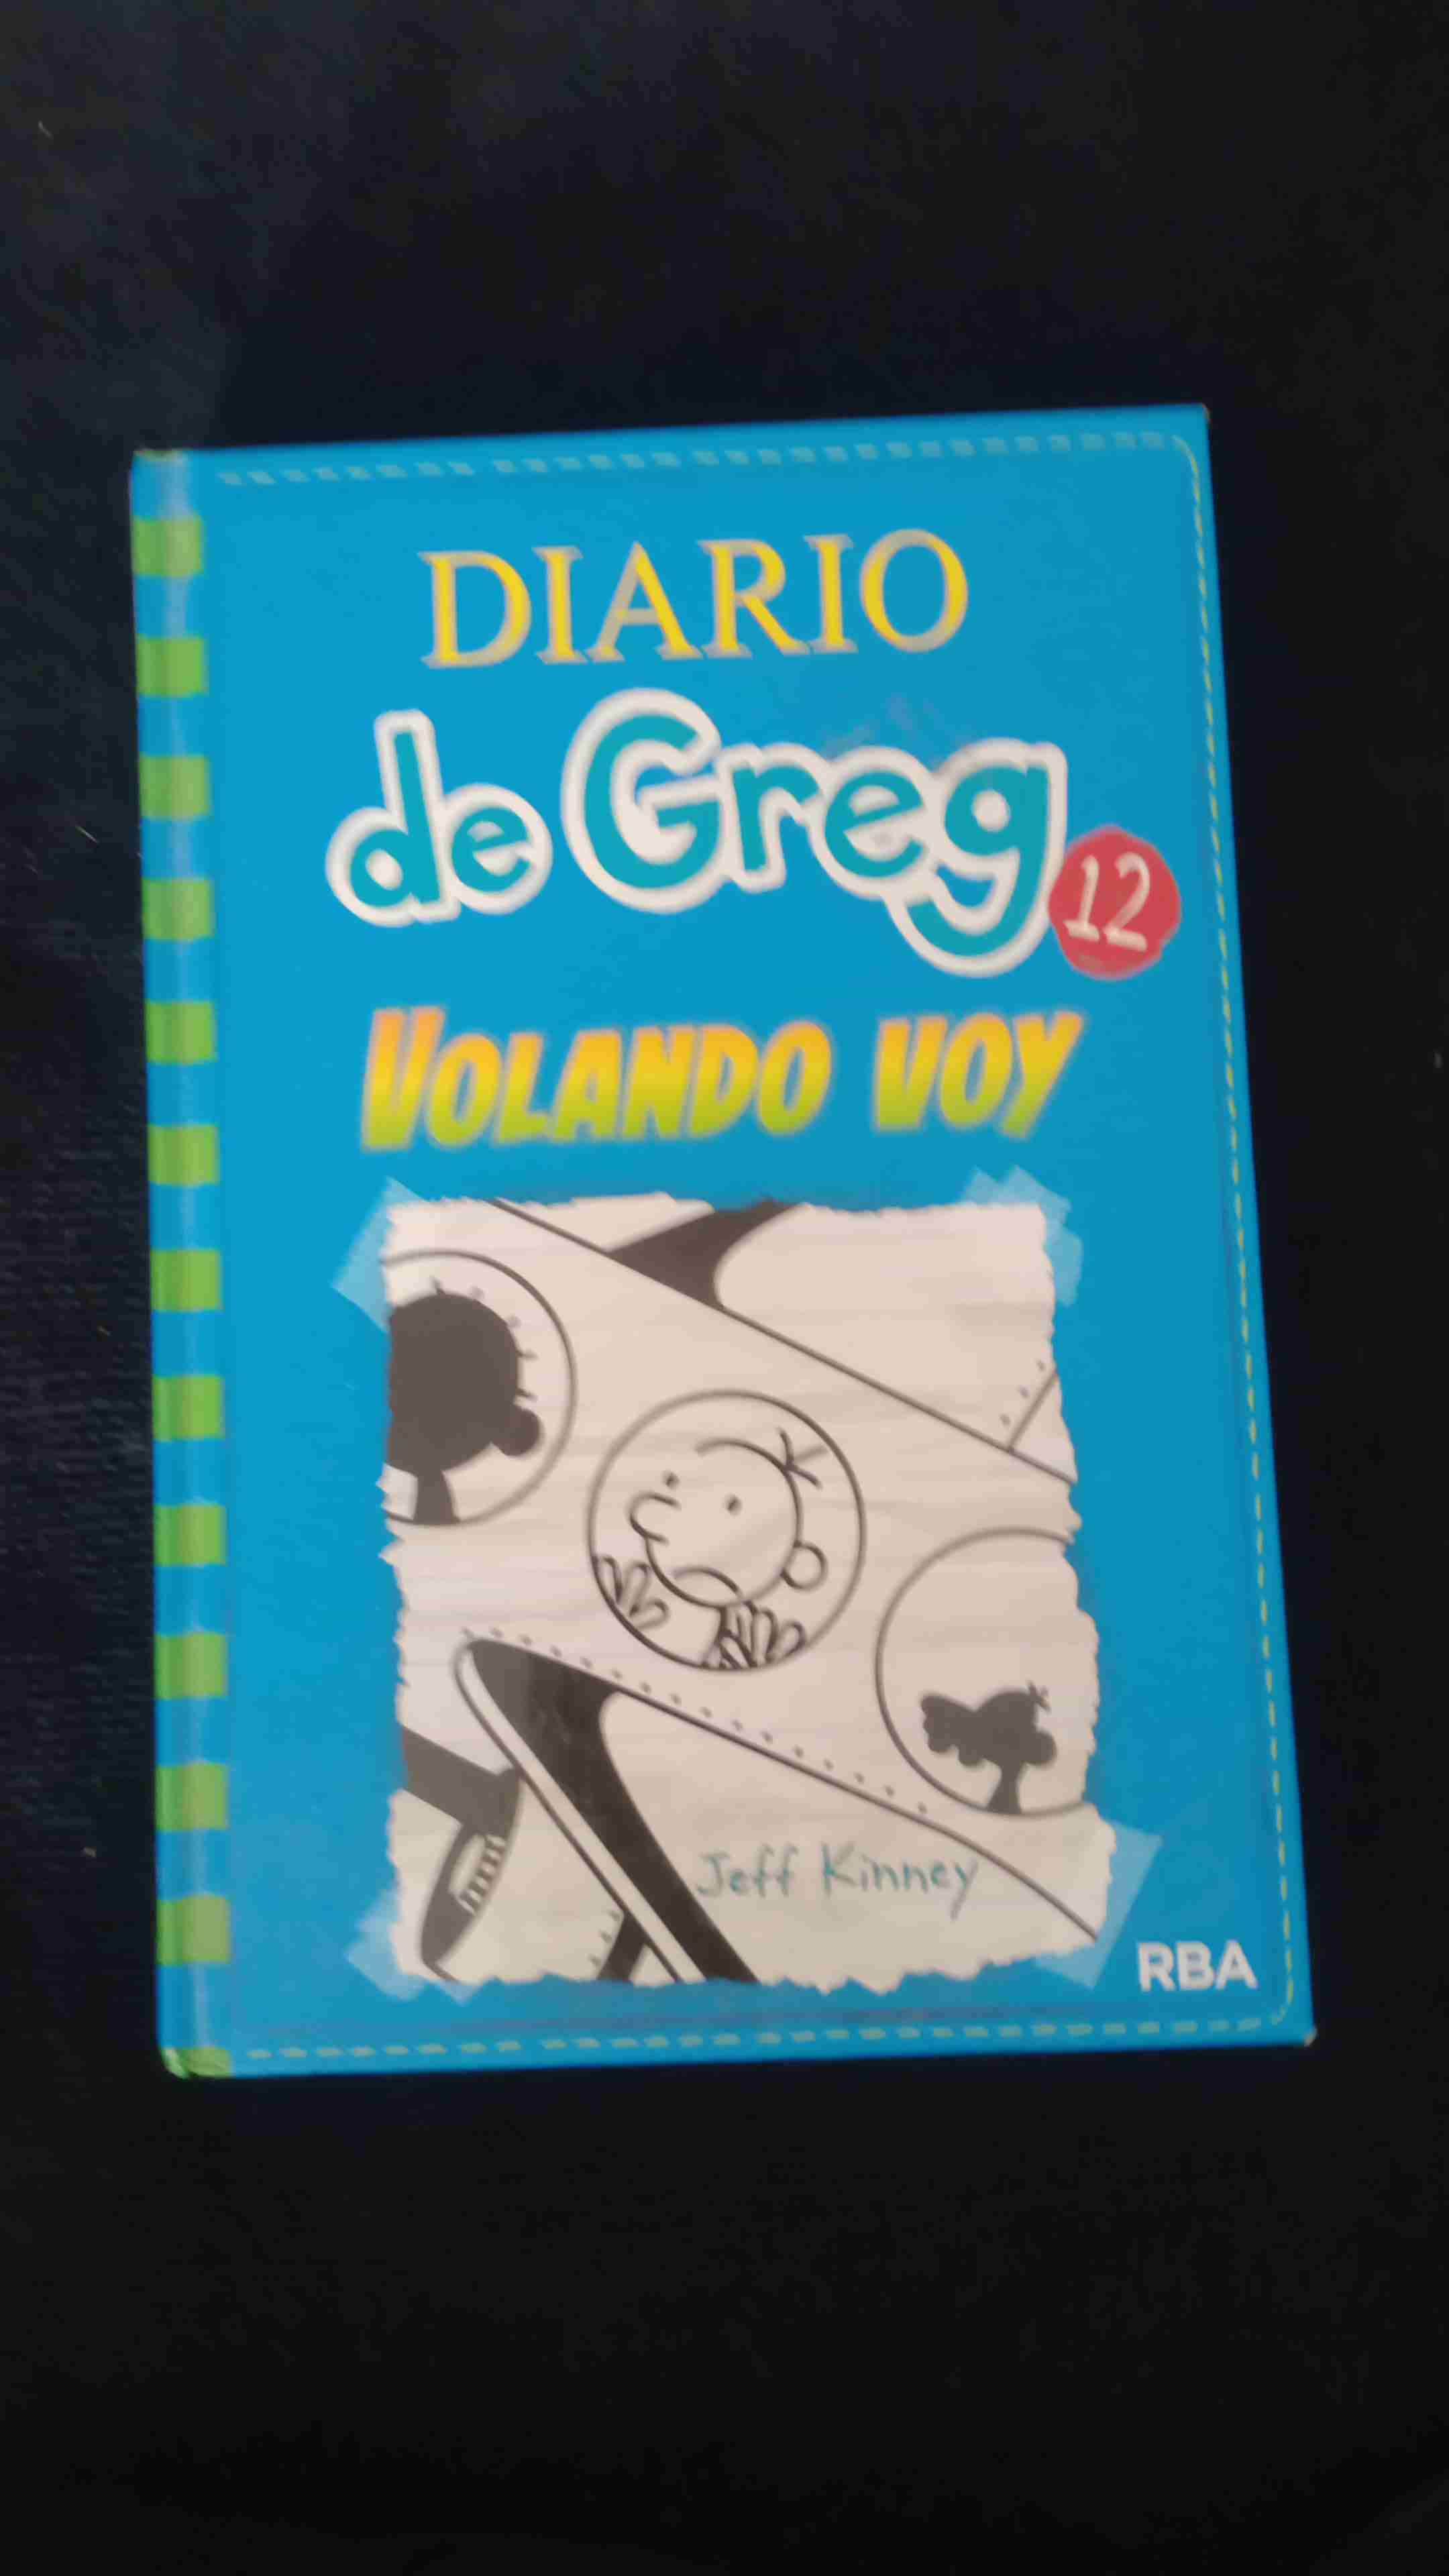 DIARIO
de Greg
12
VOLANDO VOY
Jeff Kinney
RBA